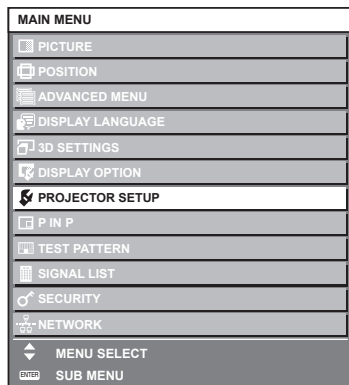 MAIN MENU
PICTURE
POSITION
ADVANCED MENU
DISPLAY LANGUAGE
3D SETTINGS
DISPLAY OPTION
PROJECTOR SETUP
P IN P
TEST PATTERN
SIGNAL LIST
SECURITY
NETWORK
MENU SELECT
ENTER SUB MENU